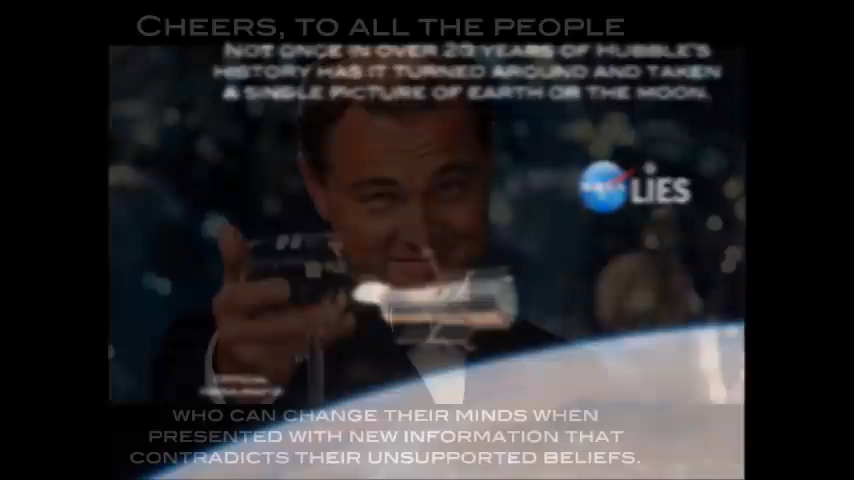 CHEERS, TO ALL THE PEOPLE
NOT ONCE IN OVER 23 YEARS OF HUBBLE'S
HISTORY HAS IT TURNED AROUND AND TAKEN
A SINGLE PICTURE OF EARTH OR THE MOON.
LIES
WHO CAN CHANGE THEIR MINDS WHEN
PRESENTED WITH NEW INFORMATION THAT
CONTRADICTS THEIR UNSUPPORTED BELIEFS.